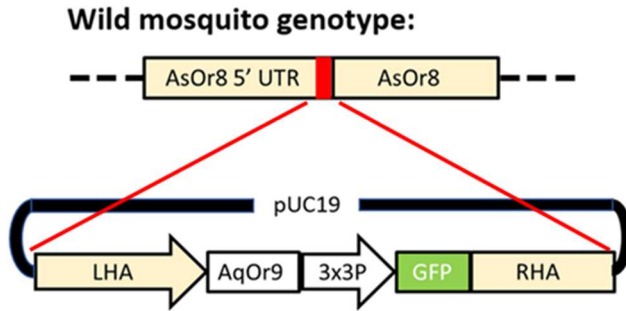 Wild mosquito genotype:
AsOr8 5' UTR AsOr8
pUC19
LHA AqOr9 3x3P GFP RHA